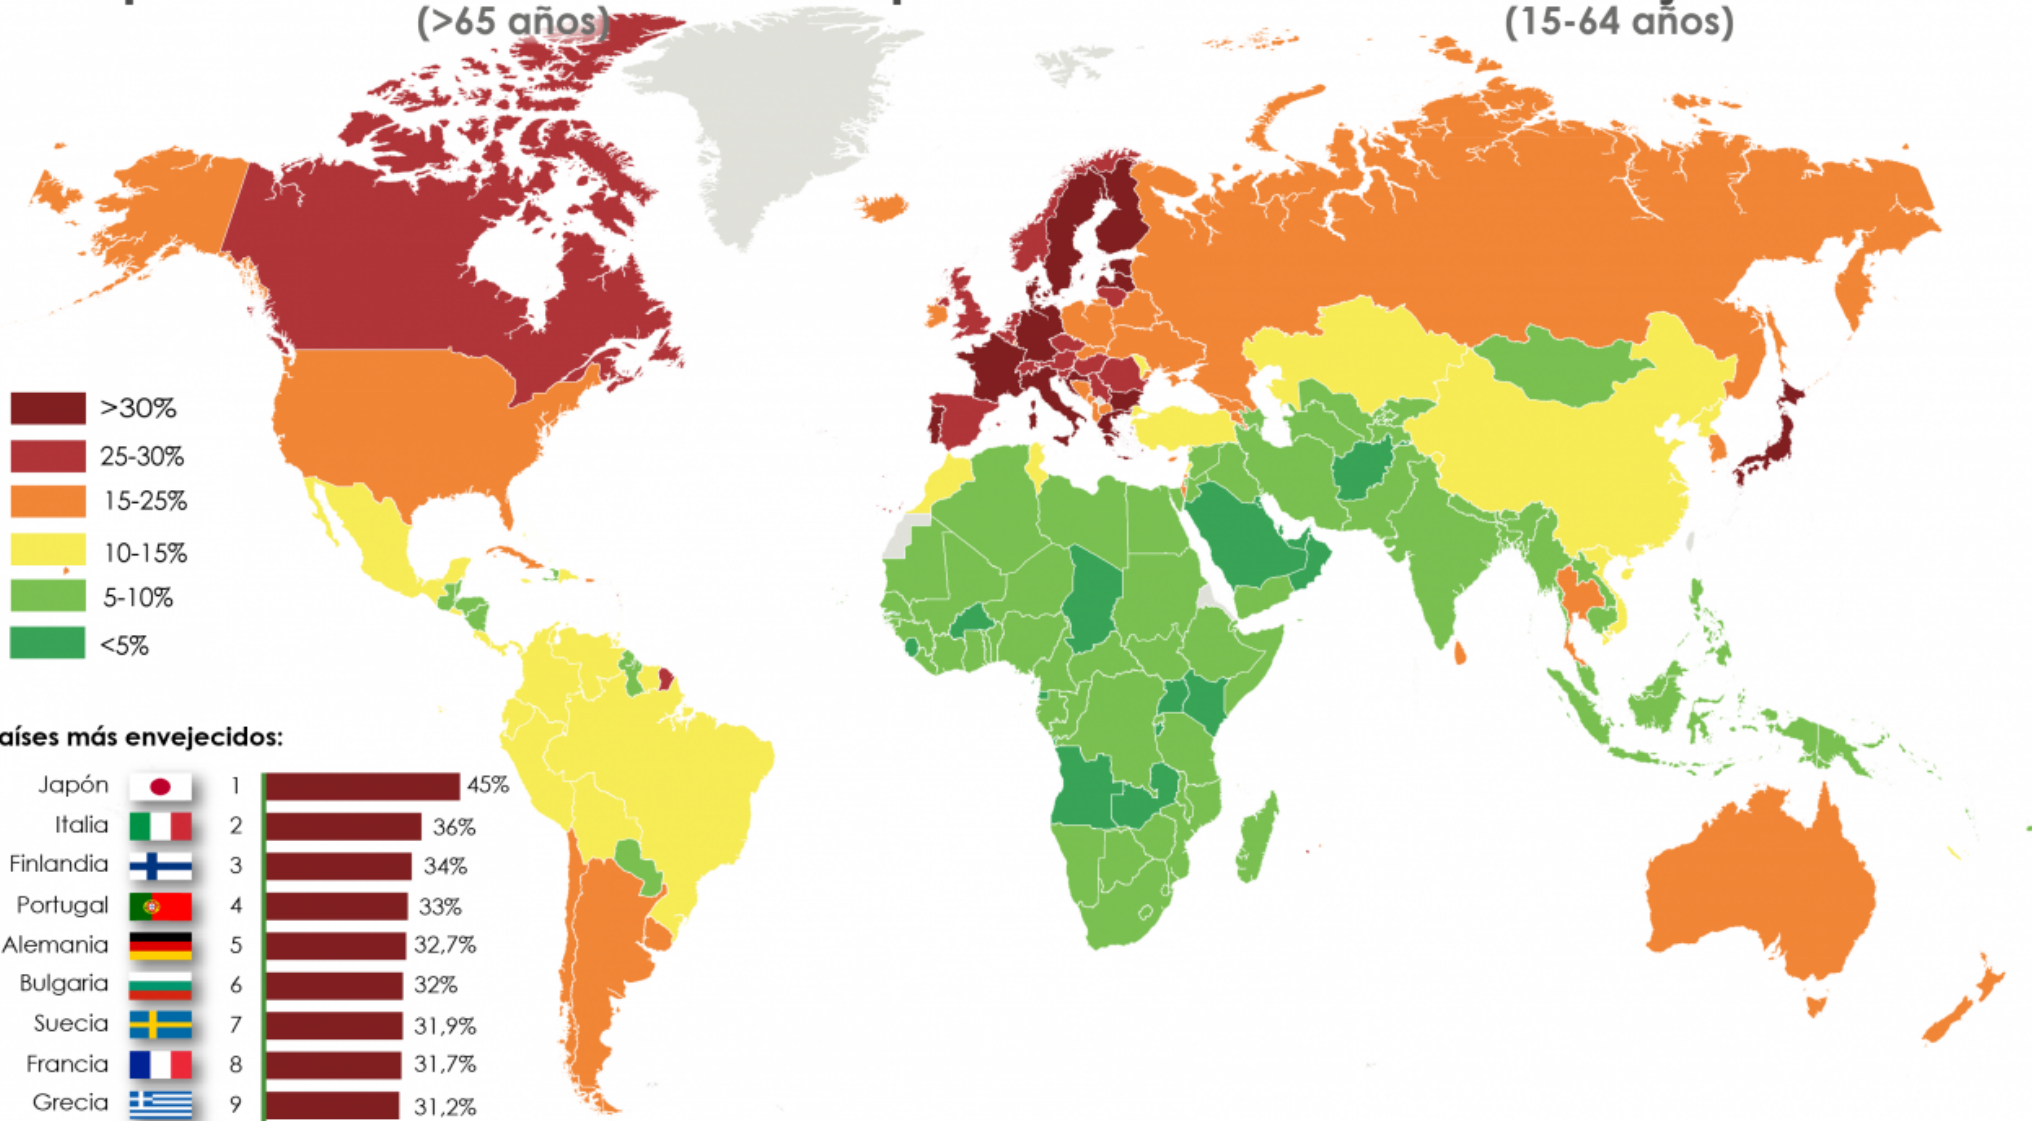 (>65 años)
(15-64 años)
>30%
25-30%
15-25%
10-15%
5-10%
<5%
aíses más envejecidos:
Japón 1 45%
Italia 2 36%
Finlandia 3 34%
Portugal 4 33%
Alemania 5 32,7%
Bulgaria 6 32%
Suecia 7 31,9%
Francia 8 31,7%
Grecia 9 31,2%